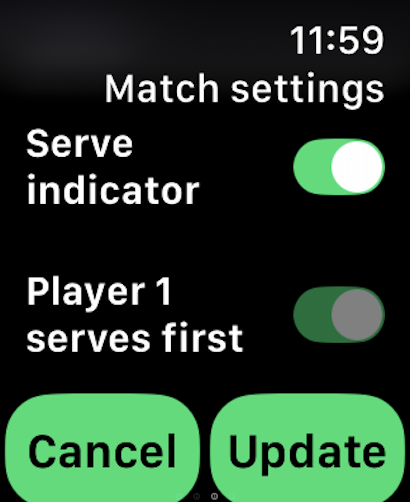 11:59
Match settings
Serve
indicator
Player 1
serves first
Cancel
Update